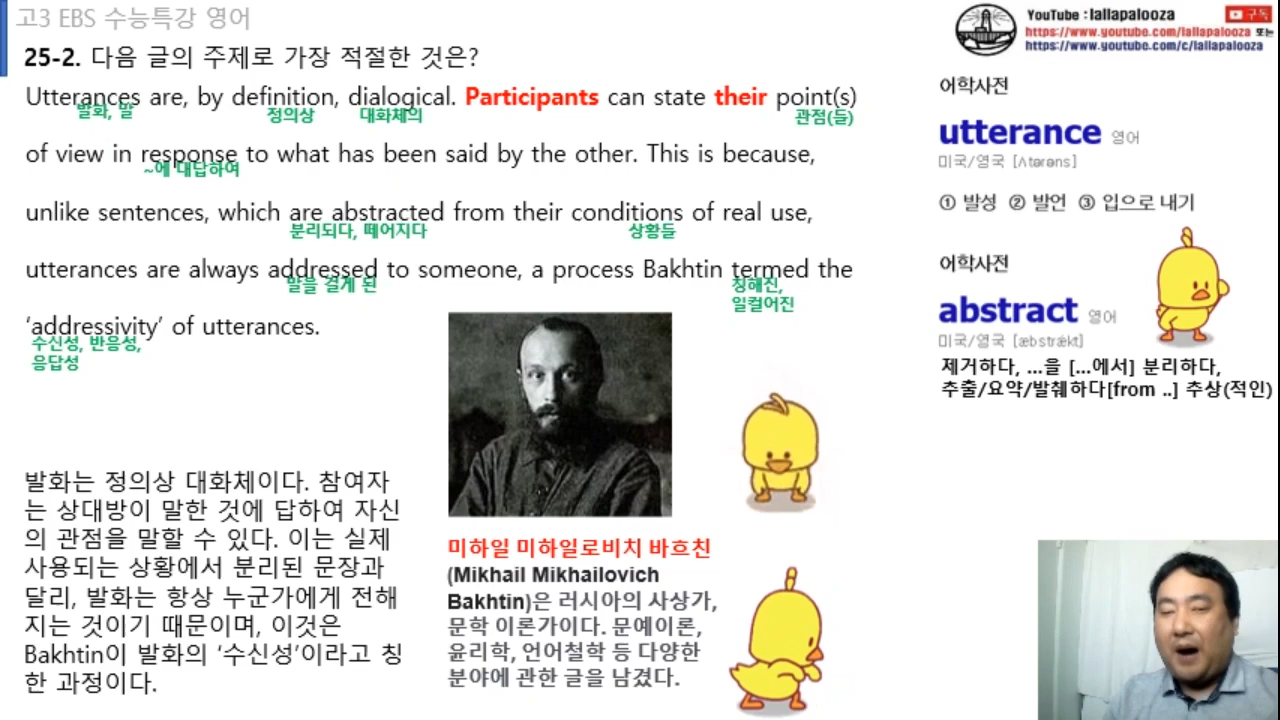 고3 EBS 수능특강 영어
25-2. 다음 글의 주제로 가장 적절한 것은?
Utterances are, by definition, dialogical. Participants can state their point(s)
발화, 말
정의상
대화체의
관점(들)
of view in response to what has been said by the other. This is because,
~에 대답하여
unlike sentences, which are abstracted from their conditions of real use,
분리되다, 떼어지다
상황들
utterances are always addressed to someone, a process Bakhtin termed the
말을 걸게 된
칭해진,
일컬어진
‘addressivity’ of utterances.
수신성, 반응성,
응답성
발화는 정의상 대화체이다. 참여자
는 상대방이 말한 것에 답하여 자신
의 관점을 말할 수 있다. 이는 실제
사용되는 상황에서 분리된 문장과
달리, 발화는 항상 누군가에게 전해
지는 것이기 때문이며, 이것은
Bakhtin이 발화의 ‘수신성’이라고 칭
한 과정이다.
미하일 미하일로비치 바흐친
(Mikhail Mikhailovich
Bakhtin)은 러시아의 사상가,
문학 이론가이다. 문예이론,
윤리학, 언어철학 등 다양한
분야에 관한 글을 남겼다.
YouTube : lallapalooza
구독
https://www.youtube.com/lallapalooza 또는
https://www.youtube.com/c/lallapalooza
어학사전
utterance 영어
미국/영국 [ʌtərəns]
① 발성 ② 발언 ③ 입으로 내기
어학사전
abstract 영어
미국/영국 [æbstrǽkt]
제거하다, ...을 [...에서] 분리하다,
추출/요약/발췌하다[from ..] 추상(적인)